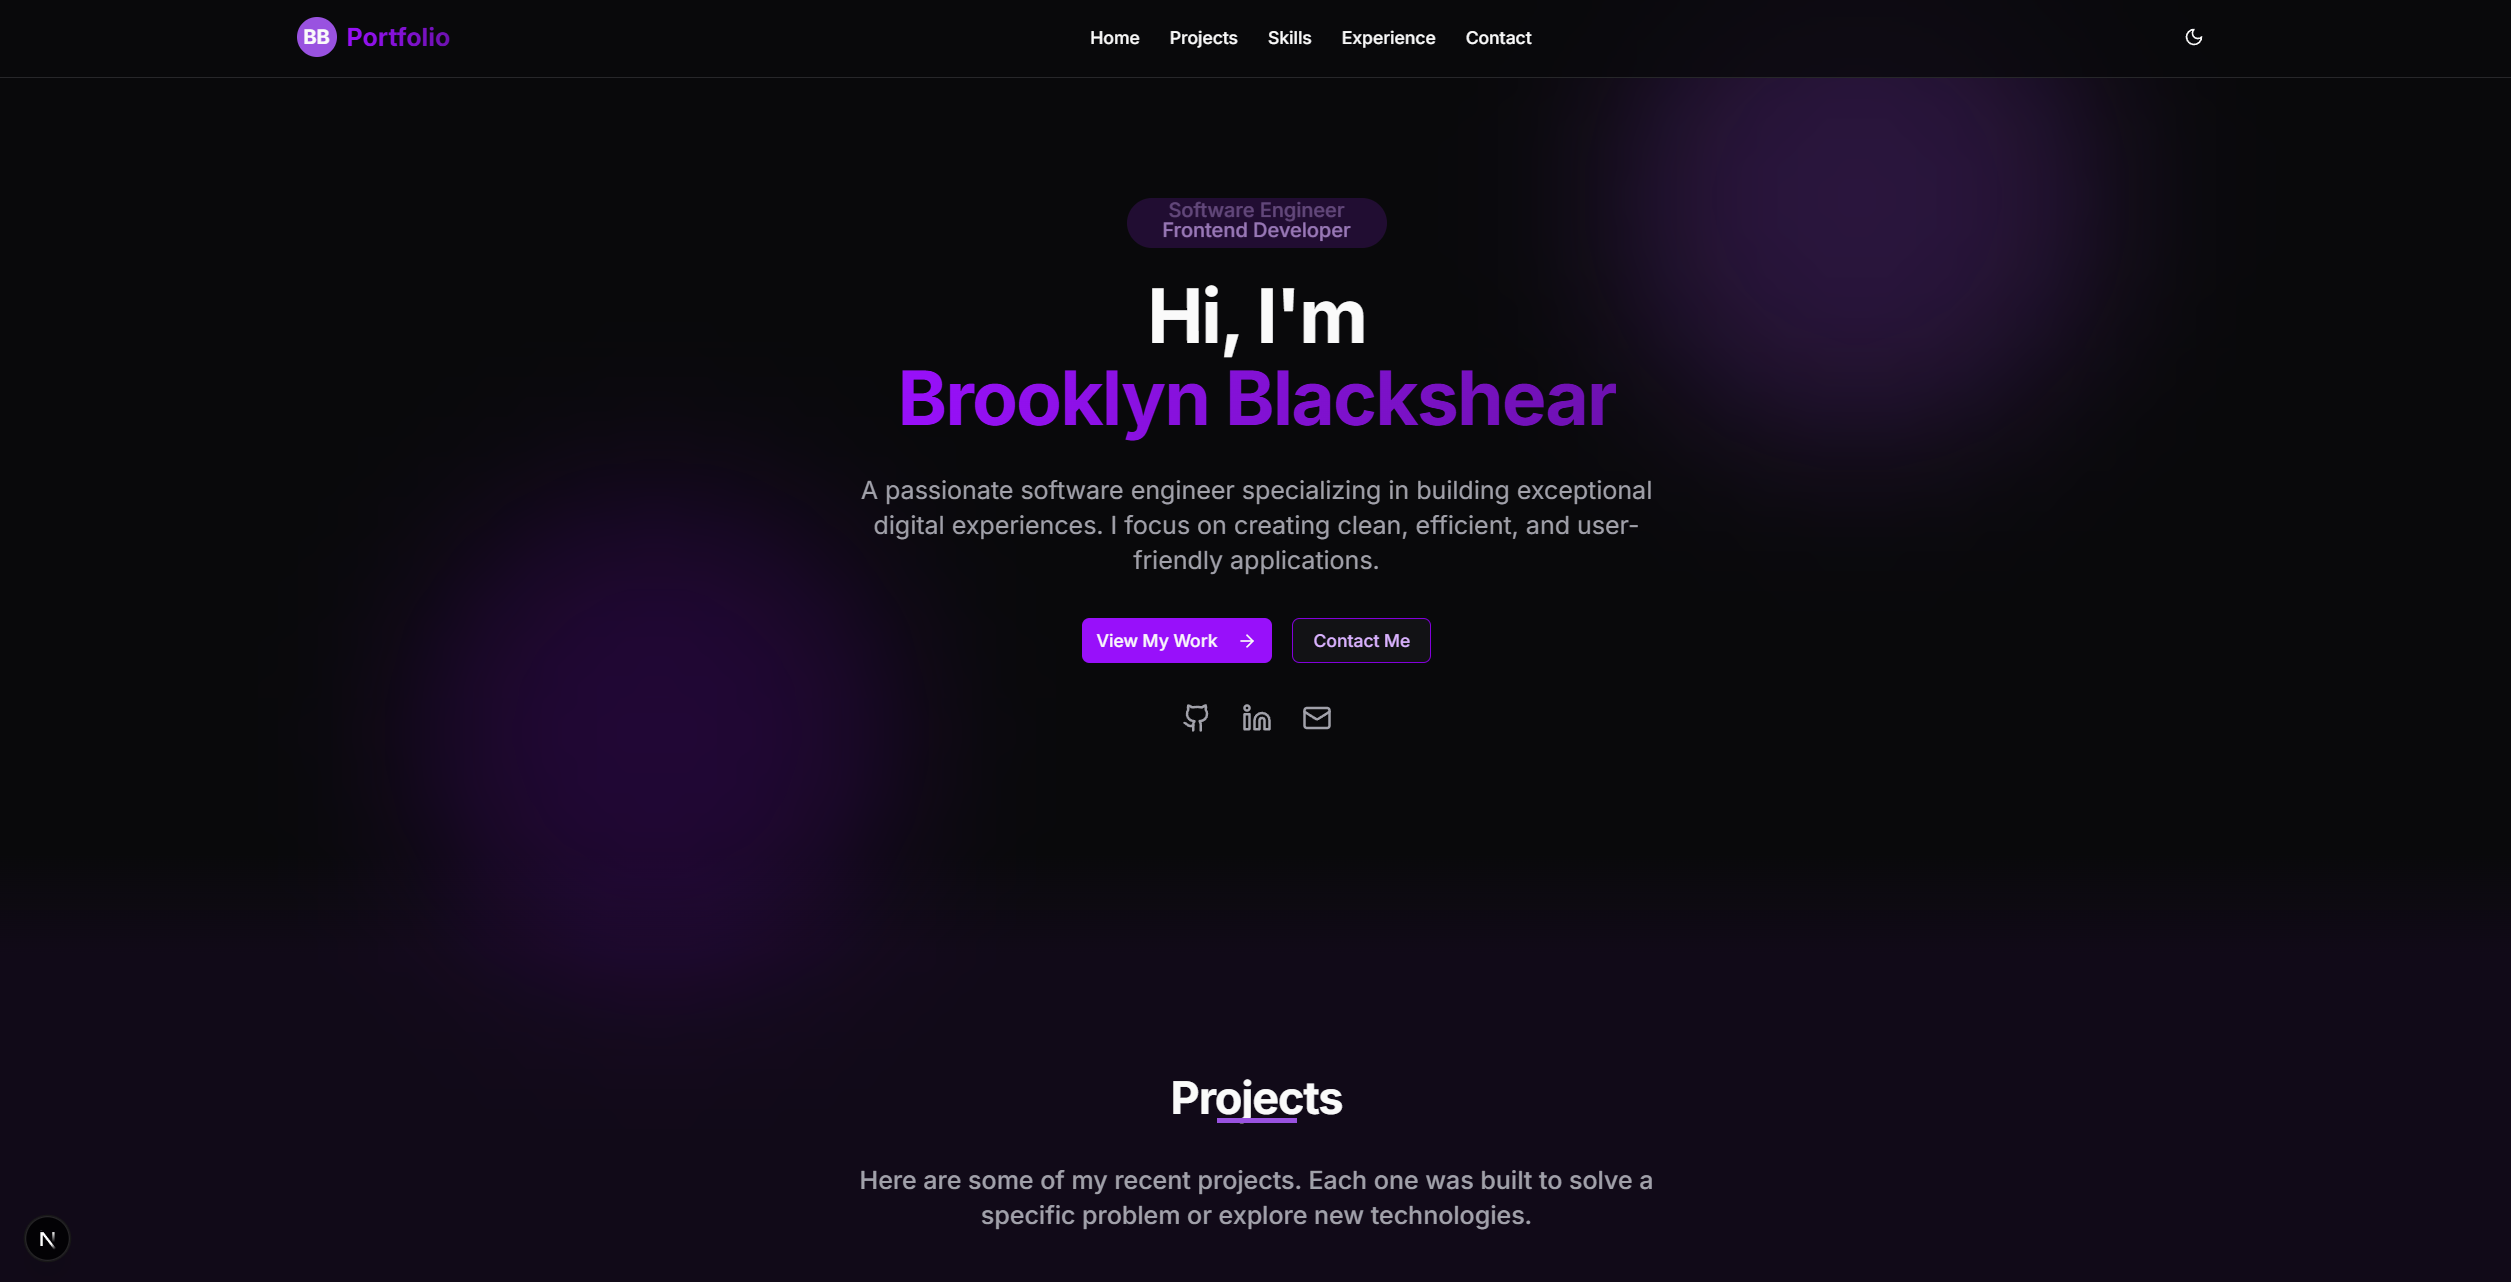 BB Portfolio
Home Projects Skills Experience Contact
Software Engineer
Frontend Developer
Hi, I'm
Brooklyn Blackshear
A passionate software engineer specializing in building exceptional
digital experiences. I focus on creating clean, efficient, and user-
friendly applications.
View My Work
Contact Me
Projects
Here are some of my recent projects. Each one was built to solve a
specific problem or explore new technologies.
N